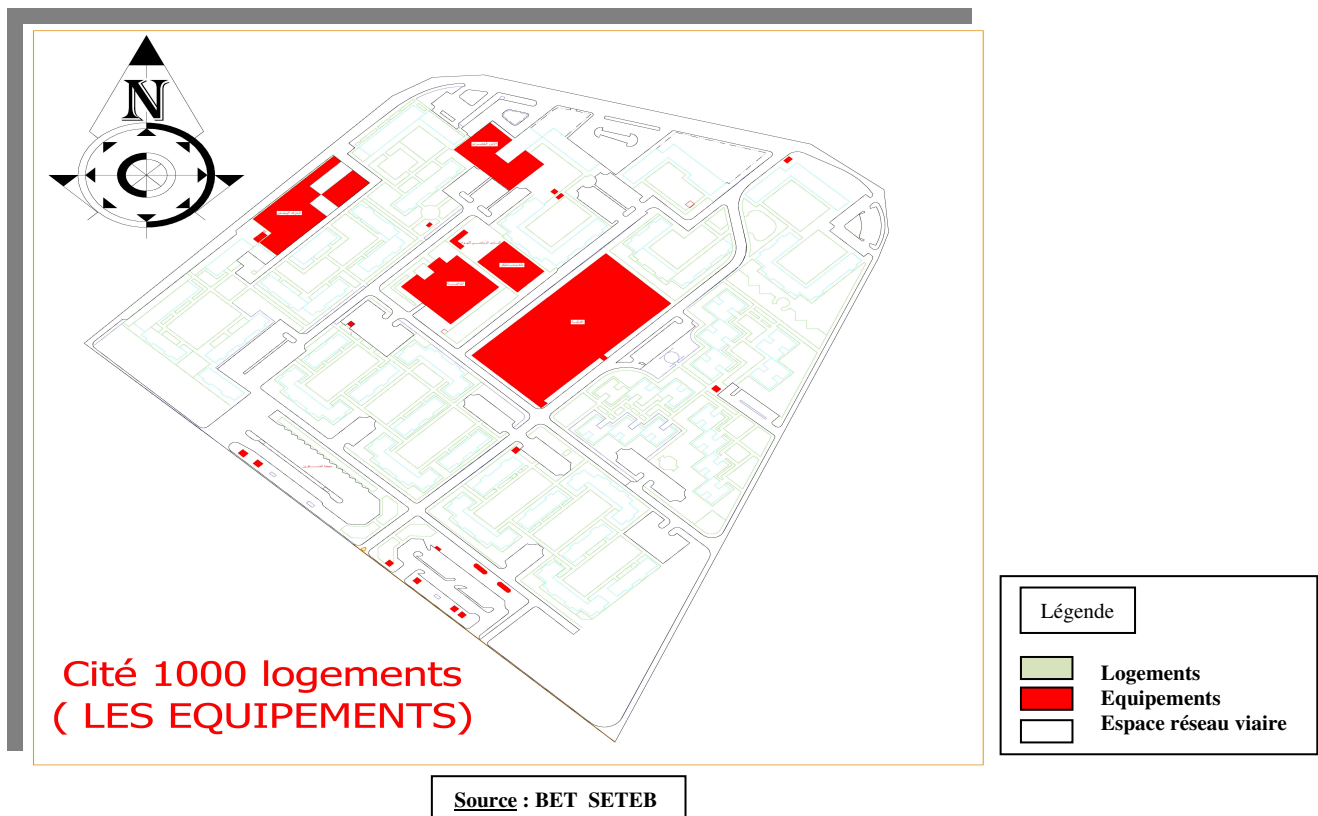 N
Cité 1000 logements
( LES EQUIPEMENTS)
Légende
Logements
Equipements
Espace réseau viaire
Source : BET SETEB